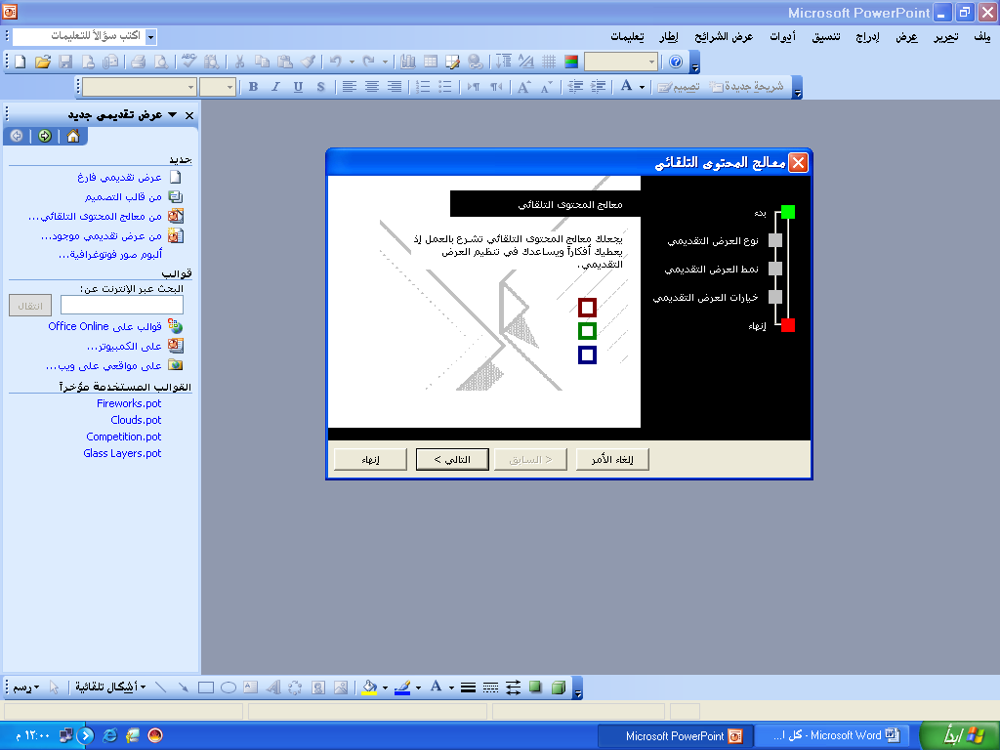 Microsoft PowerPoint
ملف تحرير عرض إدراج تنسيق أدوات عرض الشرائح إطار تعليمات
اكتب سؤالاً للتعليمات
B I U S
A A A تصميم شريحة جديدة
عرض تقديمي جديد
جديد
عرض تقديمي فارغ
من قالب التصميم
من معالج المحتوى التلقائي...
من عرض تقديمي موجود...
ألبوم صور فوتوغرافية...
قوالب
البحث عبر الإنترنت عن:
انتقال
قوالب على Office Online
على الكمبيوتر...
على مواقعي على ويب...
القوالب المستخدمة مؤخراً
Fireworks.pot
Clouds.pot
Competition.pot
Glass Layers.pot
معالج المحتوى التلقائي
بدء
نوع العرض التقديمي
نمط العرض التقديمي
خيارات العرض التقديمي
إنهاء
معالج المحتوى التلقائي
يجعلك معالج المحتوى التلقائي تشرع بالعمل إذ
يعطيك أفكاراً ويساعدك في تنظيم العرض
التقديمي.
إلغاء الأمر
< السابق
التالي >
إنهاء
رسم أشكال تلقائية
ابدأ
Microsoft Word - كل ا...
Microsoft PowerPoint
١٢:٠٠ م